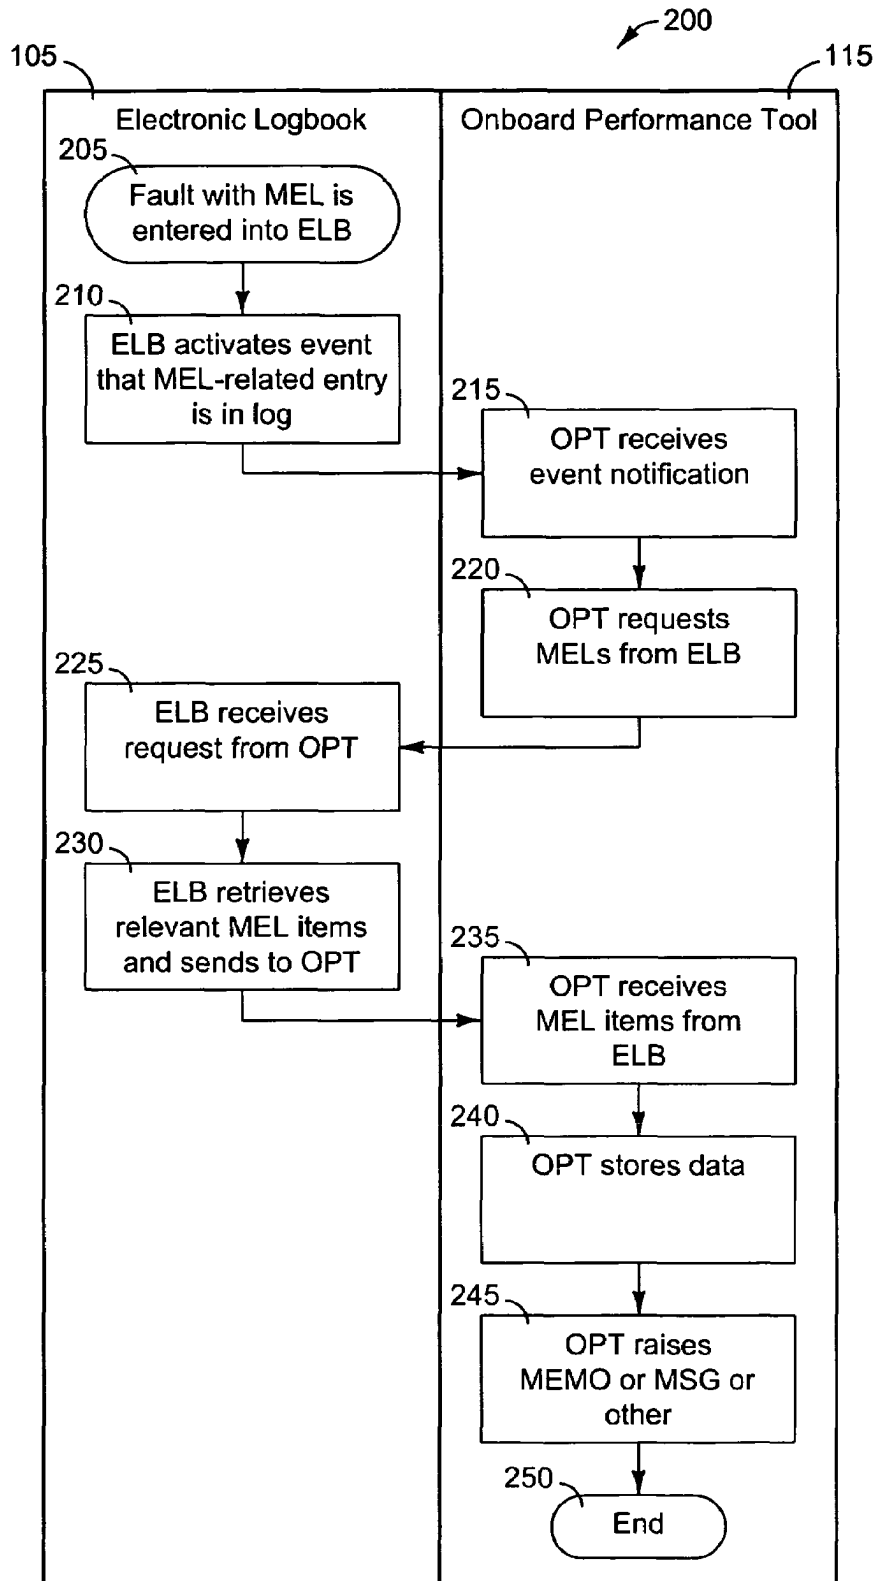 200
105
115
Electronic Logbook
Onboard Performance Tool
205
Fault with MEL is
entered into ELB
210
ELB activates event
that MEL-related entry
is in log
215
OPT receives
event notification
220
OPT requests
MELs from ELB
225
ELB receives
request from OPT
230
ELB retrieves
relevant MEL items
and sends to OPT
235
OPT receives
MEL items from
ELB
240
OPT stores data
245
OPT raises
MEMO or MSG or
other
250
End